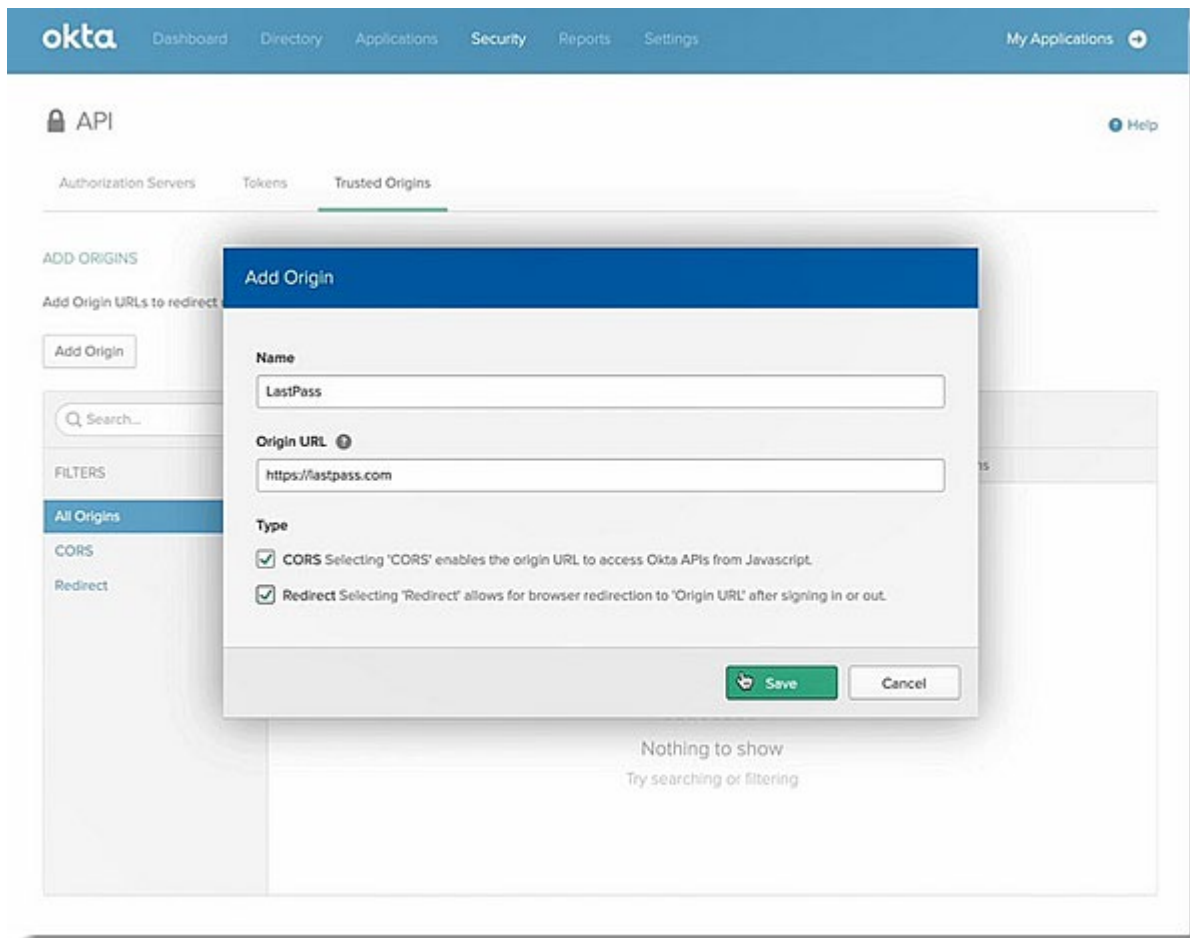 okta Dashboard Directory Applications Security Reports Settings My Applications
API Help
Authorization Servers Tokens Trusted Origins
ADD ORIGINS
Add Origin URLs to redirect
Add Origin
Add Origin
Name
LastPass
Search...
Origin URL
FILTERS
https://lastpass.com
All Origins
Type
CORS
CORS Selecting 'CORS' enables the origin URL to access Okta APIs from Javascript.
Redirect
Redirect Selecting 'Redirect' allows for browser redirection to 'Origin URL' after signing in or out.
Save Cancel
Nothing to show
Try searching or filtering